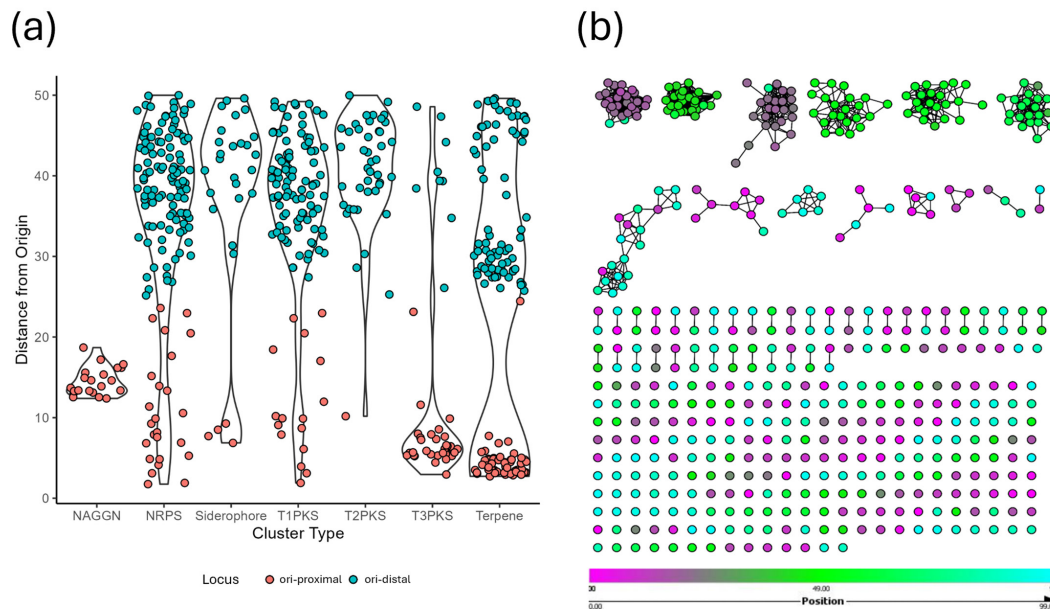 (a)
(b)
Distance from Origin
50
40
30
20
10
0
NAGGN NRPS Siderophore T1PKS T2PKS T3PKS Terpene
Cluster Type
Locus ori-proximal ori-distal
49.00
0.00 Position